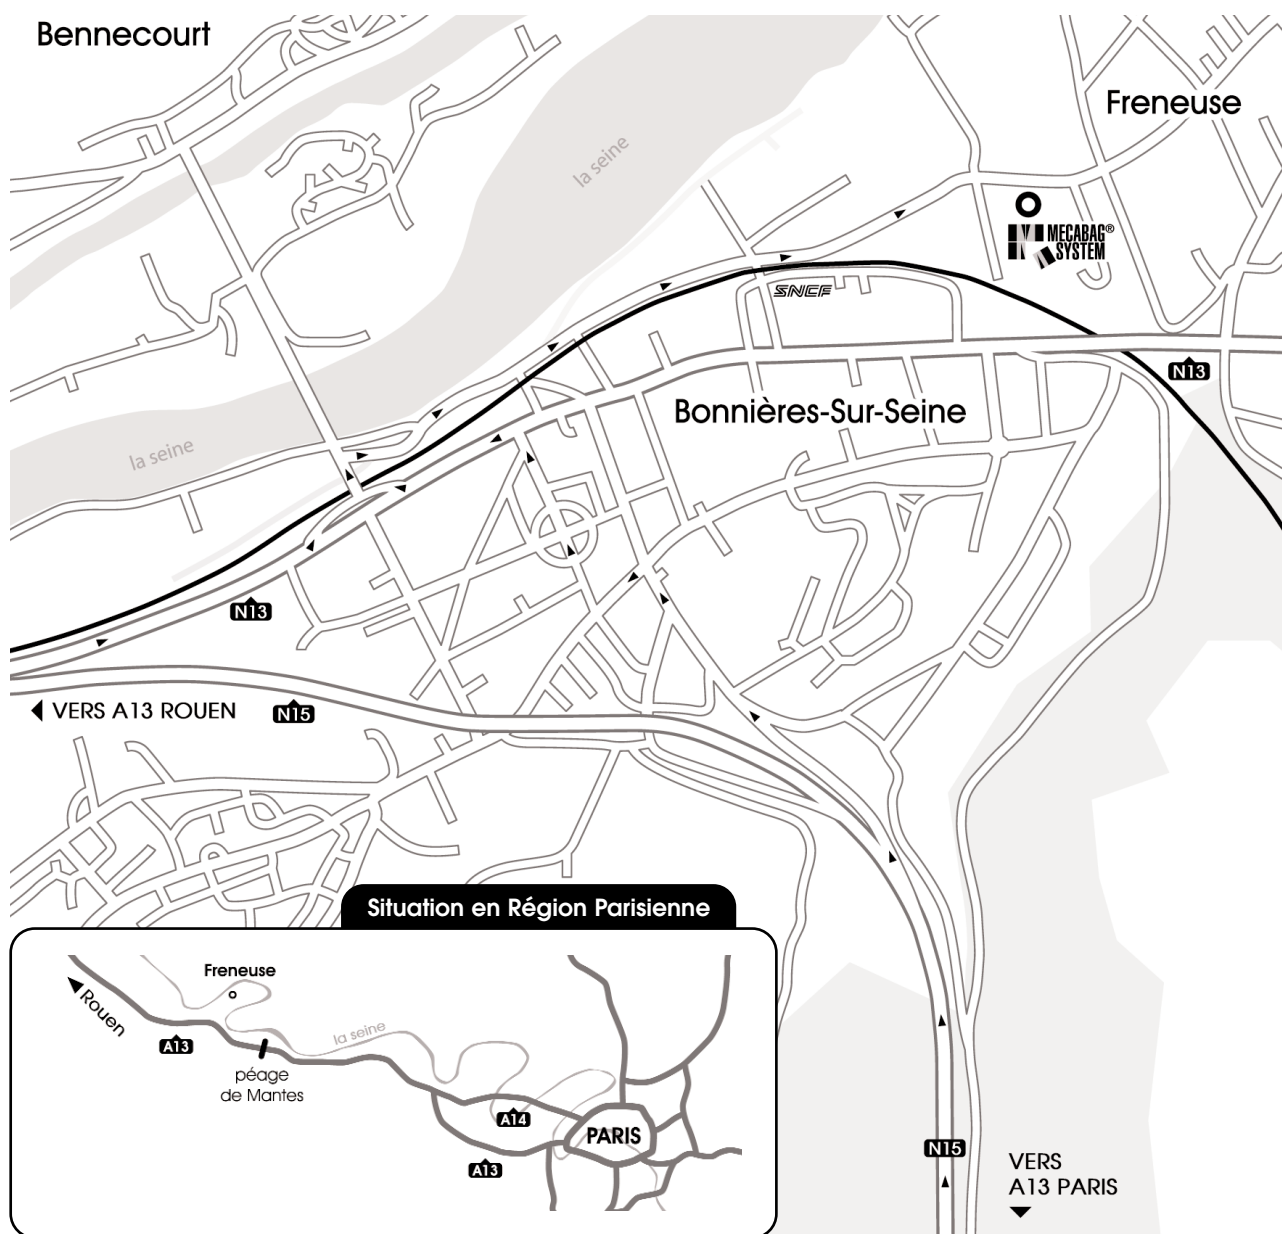 Bennecourt
Freneuse
la seine
MECABAG®
SYSTEM
SNCF
N13
Bonnières-Sur-Seine
la seine
N13
VERS A13 ROUEN
N15
Situation en Région Parisienne
Freneuse
Rouen
la seine
A13
péage
de Mantes
A14
PARIS
A13
N15
VERS
A13 PARIS